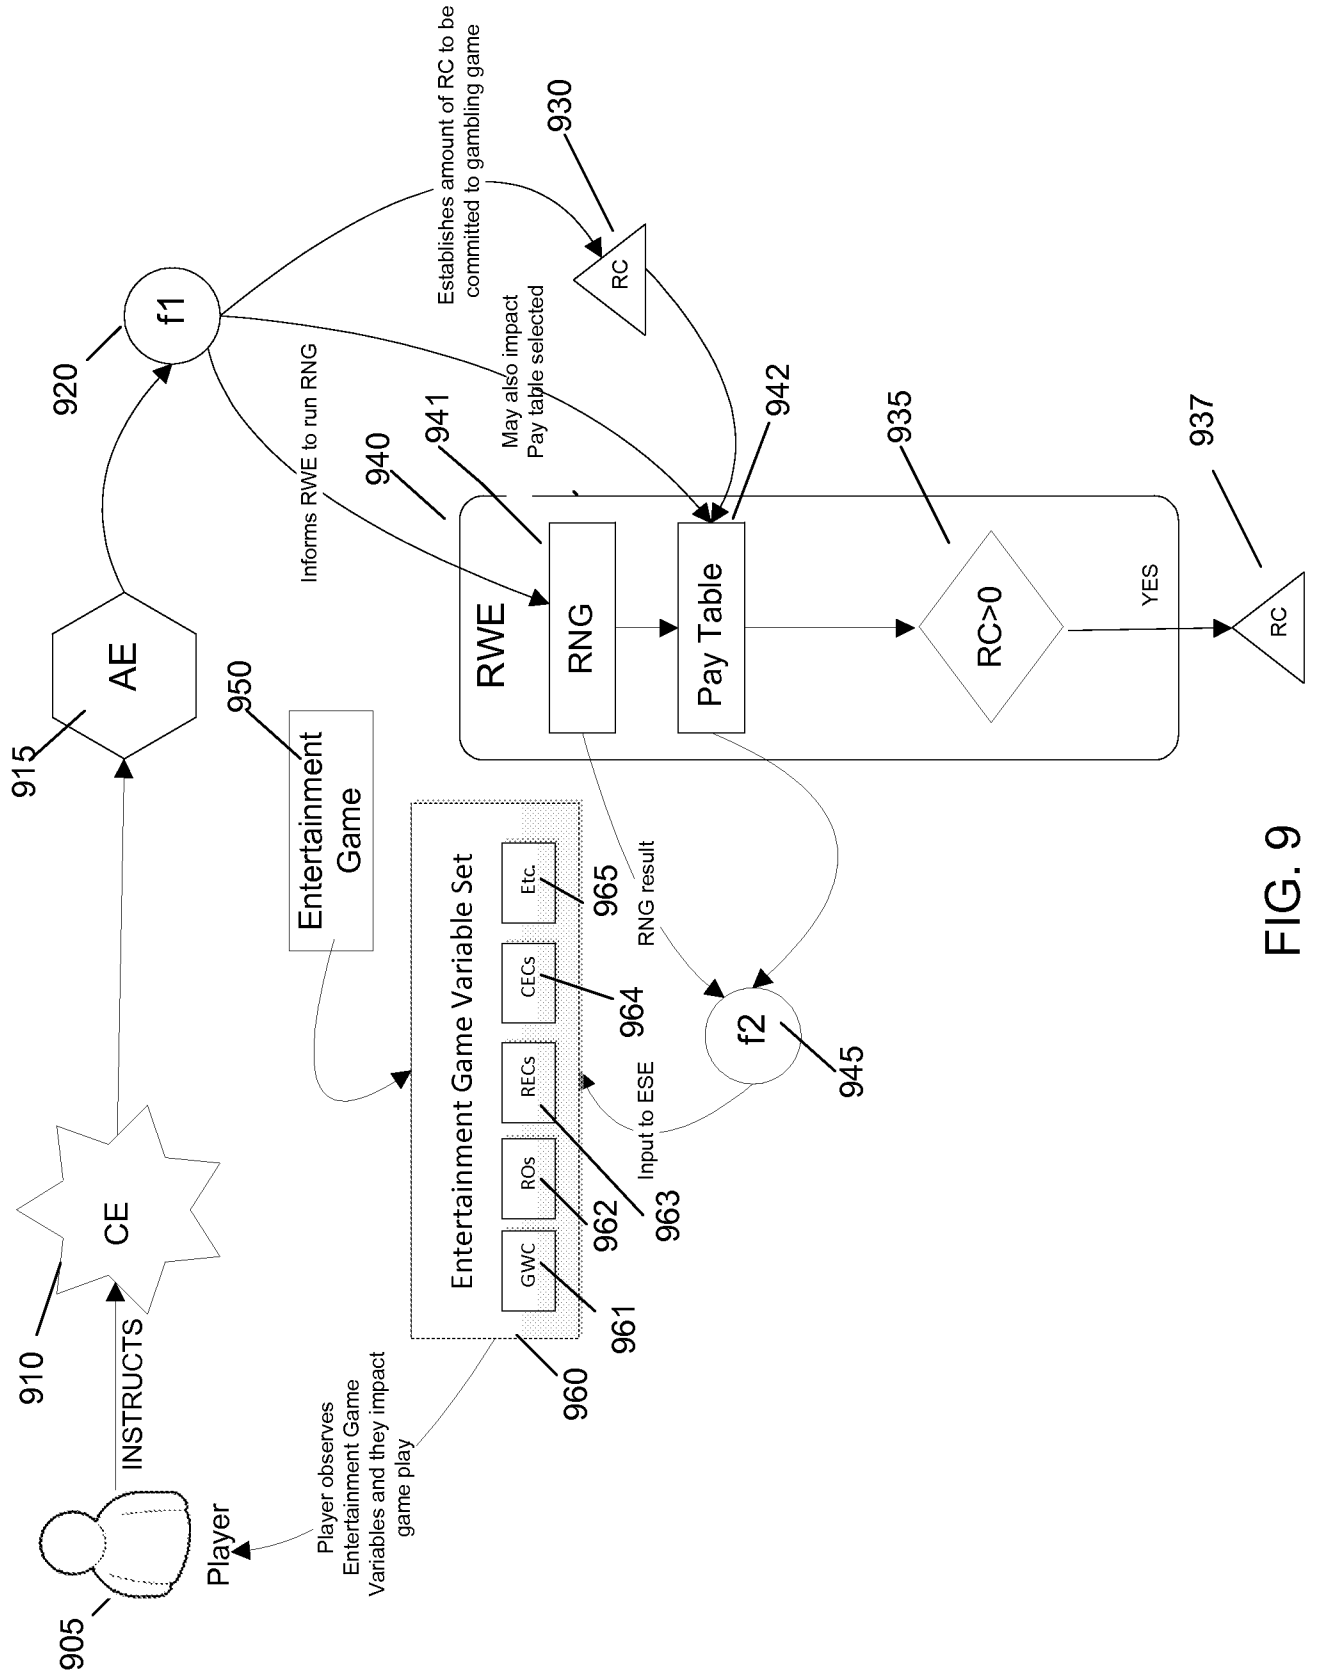 915
AE
920
f1
910
CE
INSTRUCTS
905
Player
Informs RWE to run RNG
Establishes amount of RC to be
committed to gambling game
May also impact
Pay table selected
930
RC
950
Entertainment
Game
940
941
942
RWE
RNG
Pay Table
935
RC>0
YES
937
RC
Entertainment Game Variable Set
GWC
ROs
RECs
CECs
Etc.
960
961
962
963
964
965
Player observes
Entertainment Game
Variables and they impact
game play
RNG result
Input to ESE
f2
945
FIG. 9